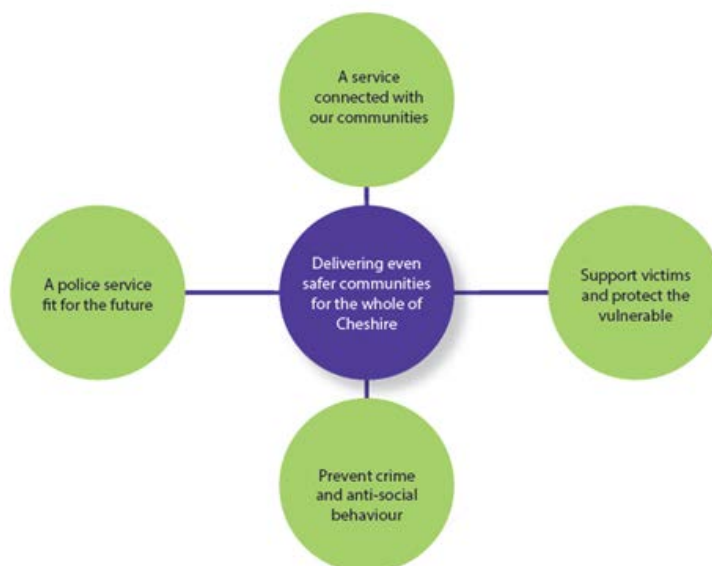 A service
connected with
our communities
A police service
fit for the future
Delivering even
safer communities
for the whole of
Cheshire
Support victims
and protect the
vulnerable
Prevent crime
and anti-social
behaviour